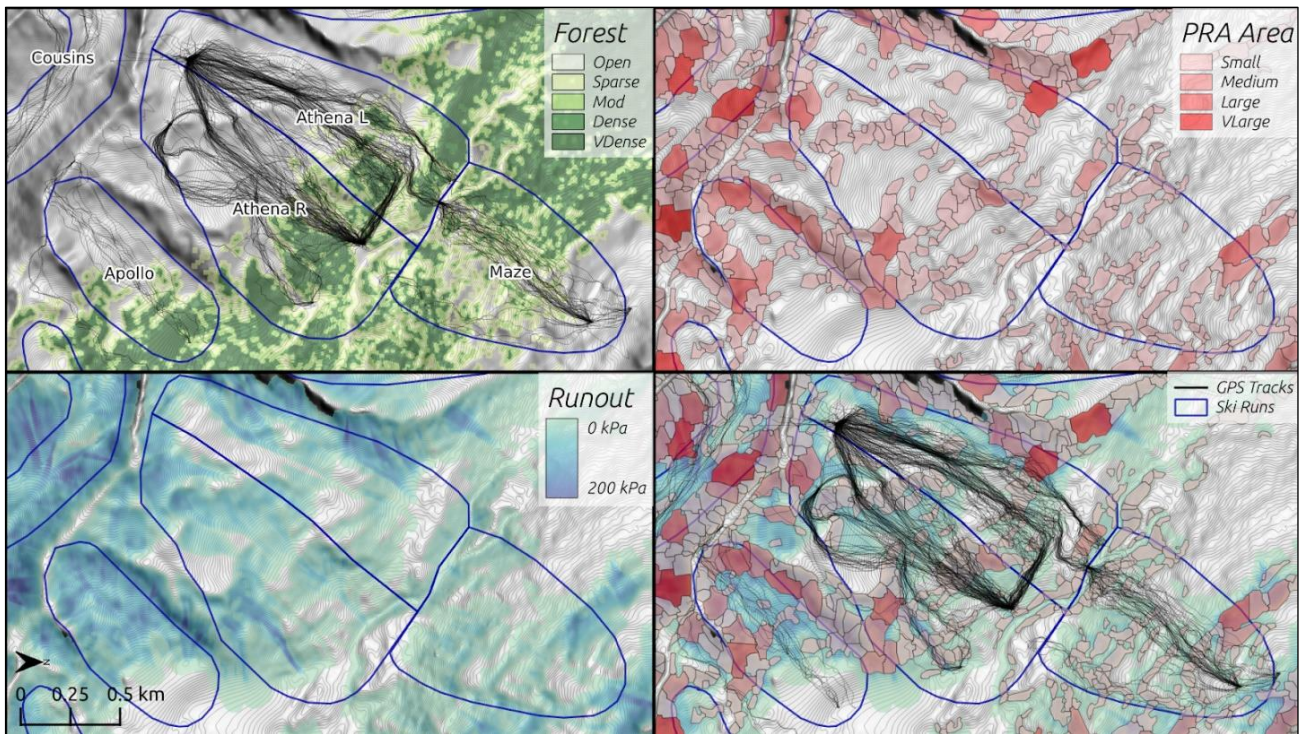 Forest
Open
Sparse
Mod
Dense
VDense
Cousins
Athena L
Athena R
Apollo
Maze
PRA Area
Small
Medium
Large
VLarge
Runout
0 kPa
200 kPa
N
0 0.25 0.5 km
GPS Tracks
Ski Runs